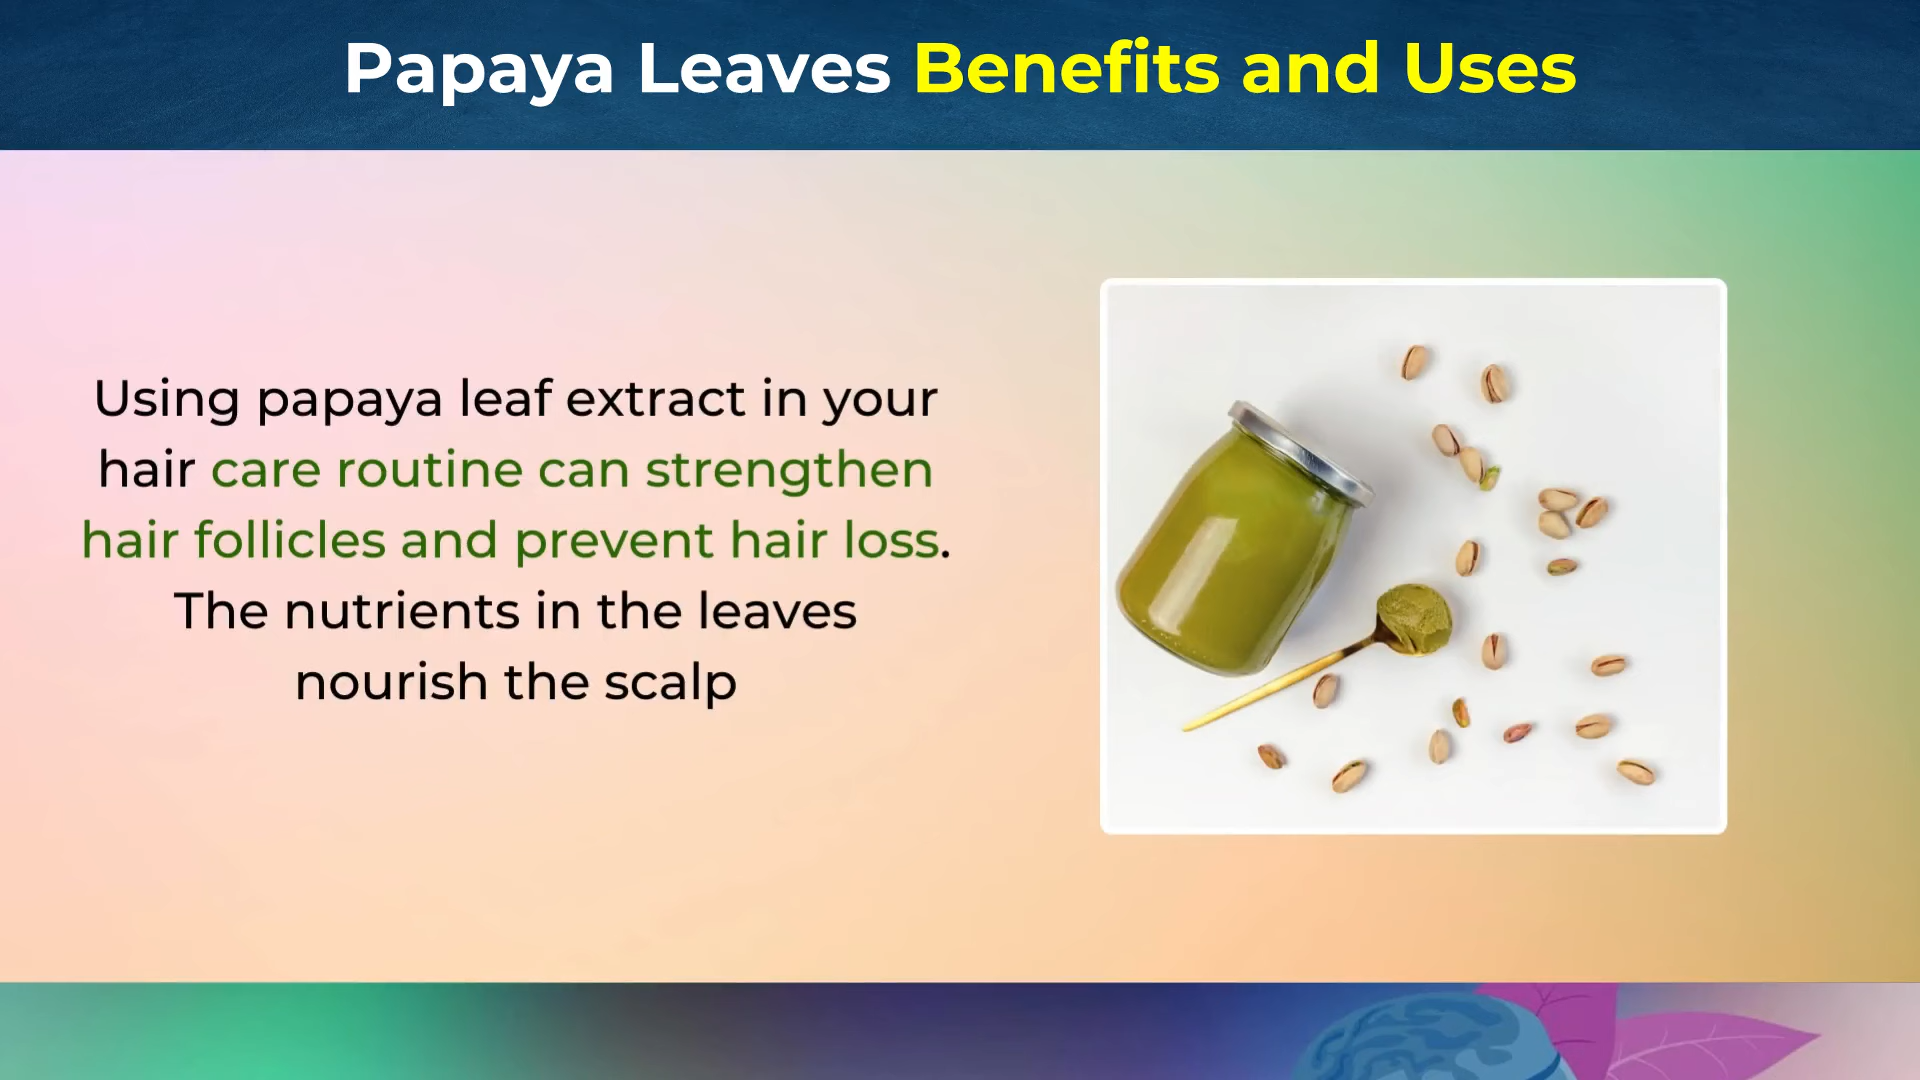 Papaya Leaves Benefits and Uses
Using papaya leaf extract in your
hair care routine can strengthen
hair follicles and prevent hair loss.
The nutrients in the leaves
nourish the scalp